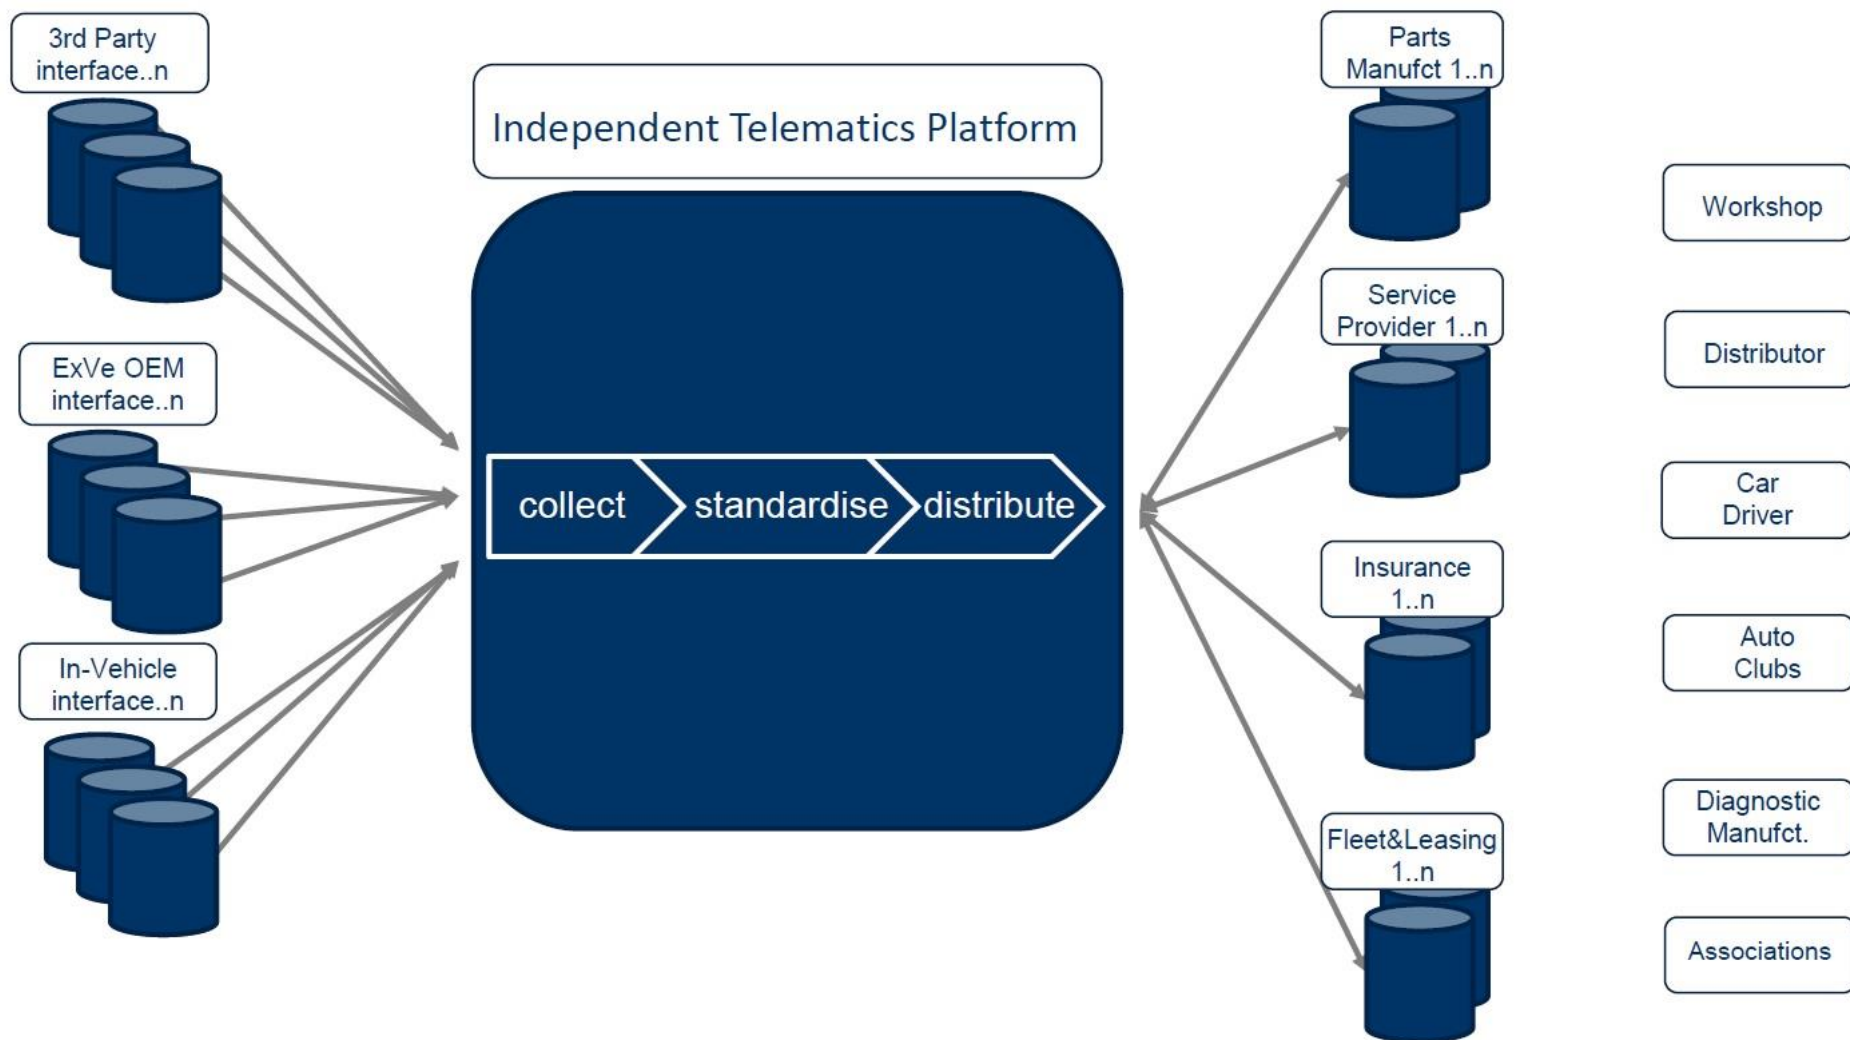 3rd Party
interface..n
ExVe OEM
interface..n
In-Vehicle
interface..n
Independent Telematics Platform
collect
standardise
distribute
Parts
Manufct 1..n
Service
Provider 1..n
Insurance
1..n
Fleet&Leasing
1..n
Workshop
Distributor
Car
Driver
Auto
Clubs
Diagnostic
Manufct.
Associations